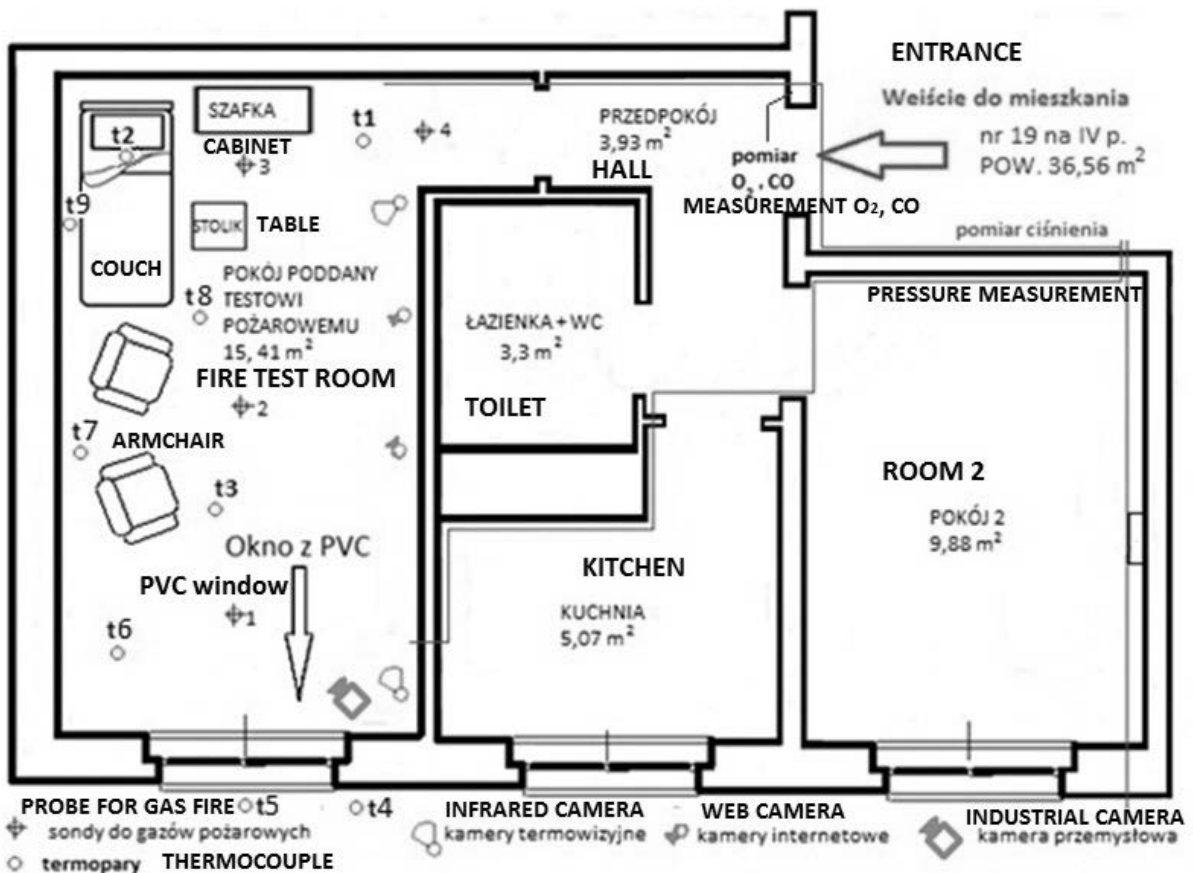 ENTRANCE
Weiście do mieszkania
nr 19 na IV p.
POW. 36,56 m²
SZAFKA
CABINET
t1
4
t2
3
PRZEDPOKÓJ
3,93 m²
HALL
pomiar
O₂, CO
MEASUREMENT O₂, CO
pomiar ciśnienia
PRESSURE MEASUREMENT
t9
STOLIK
TABLE
COUCH
t8
POKÓJ PODDANY
TESTOWI
POŻAROWEMU
15, 41 m²
FIRE TEST ROOM
2
ŁAZIENKA + WC
3,3 m²
TOILET
t7
ARMCHAIR
t3
Okno z PVC
PVC window
1
t6
ROOM 2
POKÓJ 2
9,88 m²
KITCHEN
KUCHNIA
5,07 m²
t5
t4
PROBE FOR GAS FIRE
sondy do gazów pożarowych
termopary
THERMOCOUPLE
INFRARED CAMERA
kamery termowizyjne
WEB CAMERA
kamery internetowe
INDUSTRIAL CAMERA
kamera przemysłowa